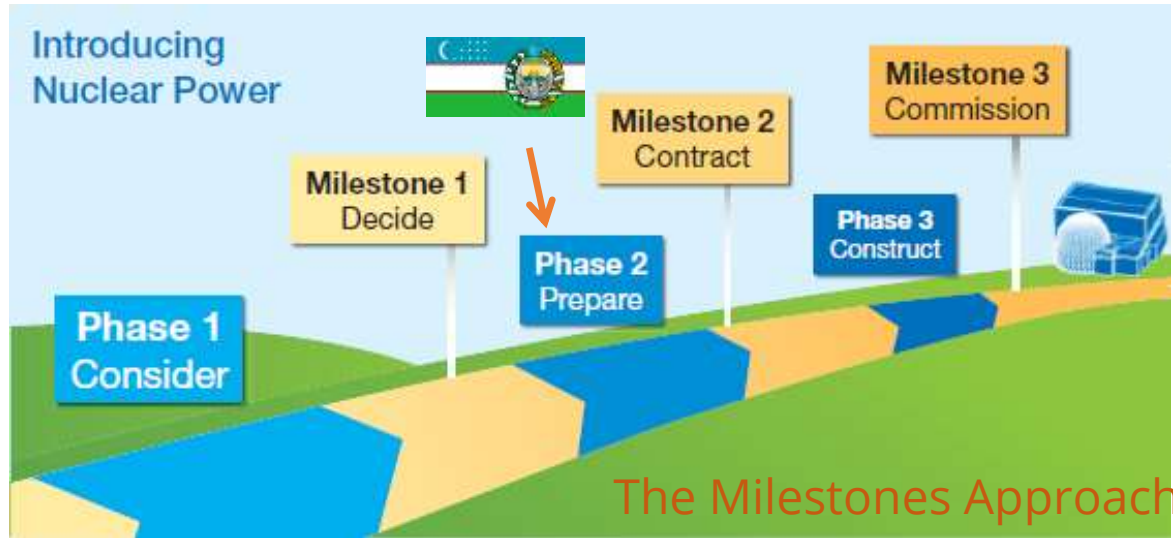 Introducing
Nuclear Power
Milestone 1
Decide
Milestone 2
Contract
Milestone 3
Commission
Phase 1
Consider
Phase 2
Prepare
Phase 3
Construct
The Milestones Approach